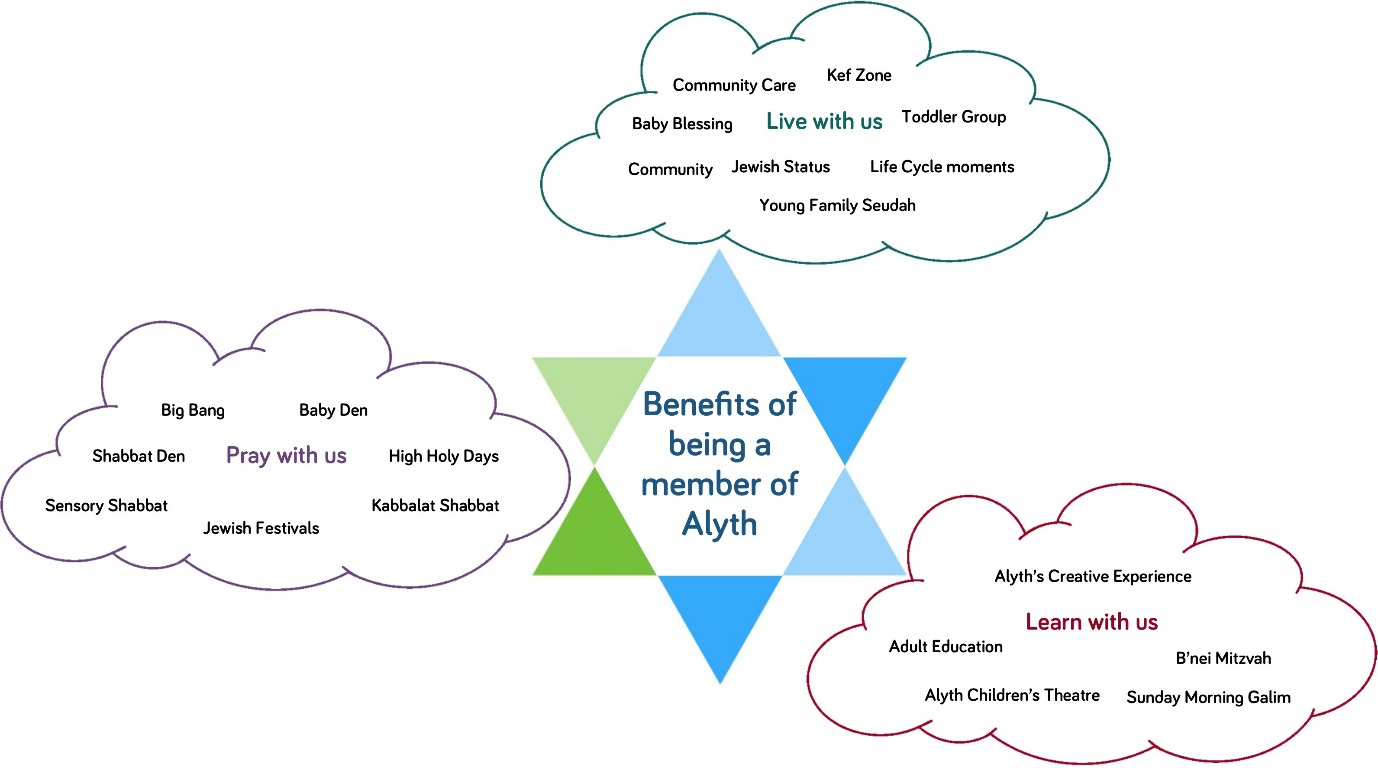 Community Care
Kef Zone
Baby Blessing
Live with us
Toddler Group
Community
Jewish Status
Life Cycle moments
Young Family Seudah
Big Bang
Baby Den
Shabbat Den
Pray with us
High Holy Days
Sensory Shabbat
Kabbalat Shabbat
Jewish Festivals
Benefits of
being a
member of
Alyth
Alyth's Creative Experience
Learn with us
Adult Education
B'nei Mitzvah
Alyth Children's Theatre
Sunday Morning Galim